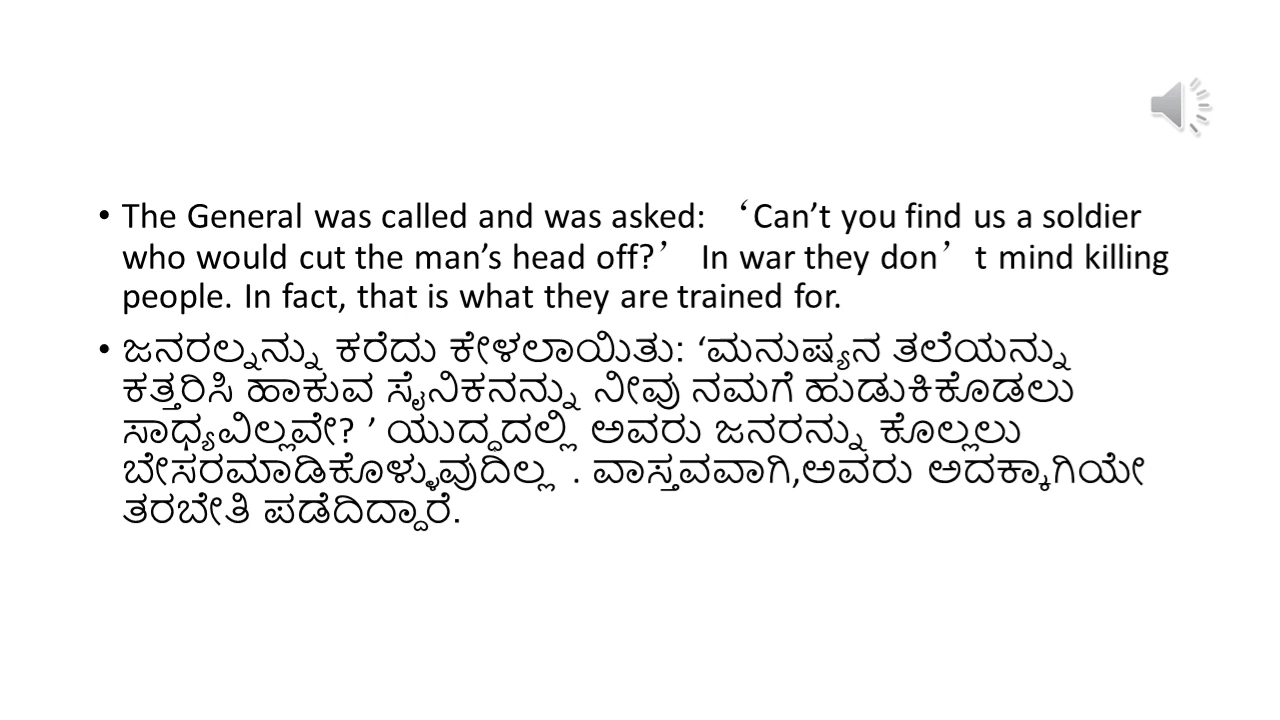 • The General was called and was asked: ‘Can’t you find us a soldier
who would cut the man’s head off?’ In war they don’t mind killing
people. In fact, that is what they are trained for.
• ಜನರಲ್ನನ್ನು ಕರೆದು ಕೇಳಲಾಯಿತು: ‘ಮನುಷ್ಯನ ತಲೆಯನ್ನು
ಕತ್ತರಿಸಿ ಹಾಕುವ ಸೈನಿಕನನ್ನು ನೀವು ನಮಗೆ ಹುಡುಕಿಕೊಡಲು
ಸಾಧ್ಯವಿಲ್ಲವೇ? ’ ಯುದ್ದದಲ್ಲಿ ಅವರು ಜನರನ್ನು ಕೊಲ್ಲಲು
ಬೇಸರಮಾಡಿಕೊಳ್ಳುವುದಿಲ್ಲ . ವಾಸ್ತವವಾಗಿ,ಅವರು ಅದಕ್ಕಾಗಿಯೇ
ತರಬೇತಿ ಪಡೆದಿದ್ದಾರೆ.